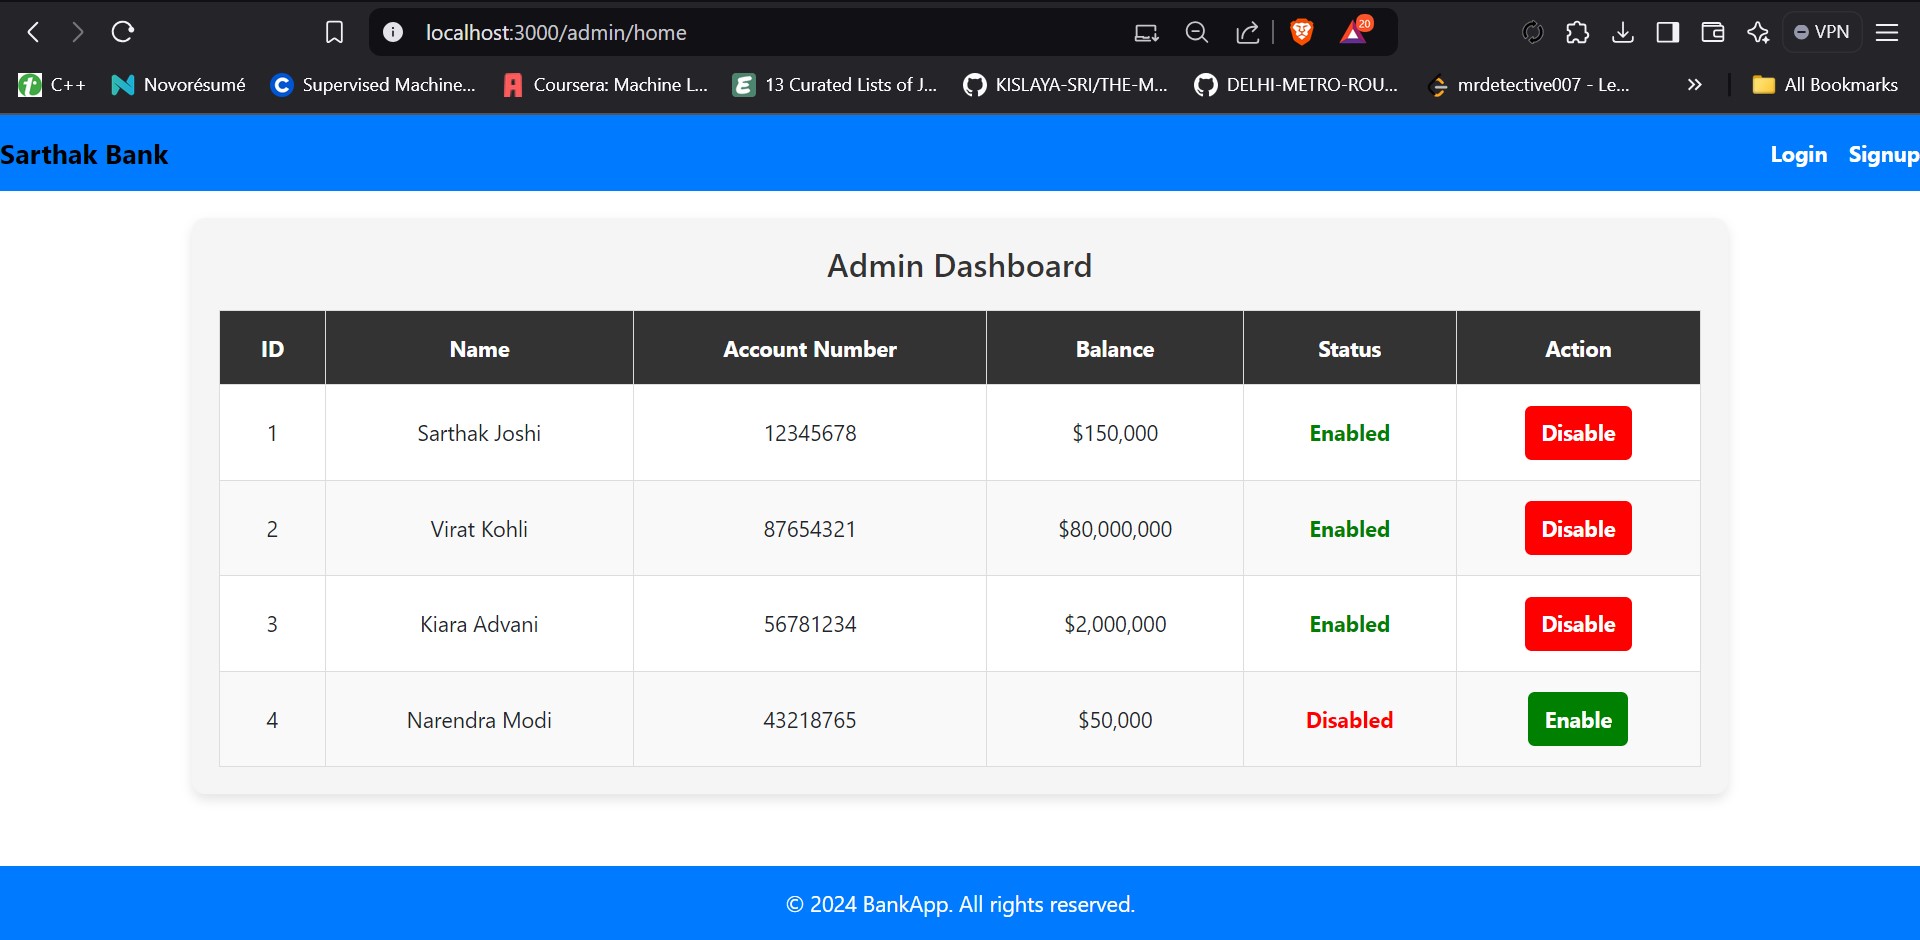 localhost:3000/admin/home 20 VPN
C++ Novorésumé Supervised Machine... Coursera: Machine L... 13 Curated Lists of J... KISLAYA-SRI/THE-M... DELHI-METRO-ROU... mrdetective007 - Le... All Bookmarks
Sarthak Bank Login Signup
Admin Dashboard
ID Name Account Number Balance Status Action
1 Sarthak Joshi 12345678 $150,000 Enabled Disable
2 Virat Kohli 87654321 $80,000,000 Enabled Disable
3 Kiara Advani 56781234 $2,000,000 Enabled Disable
4 Narendra Modi 43218765 $50,000 Disabled Enable
© 2024 BankApp. All rights reserved.